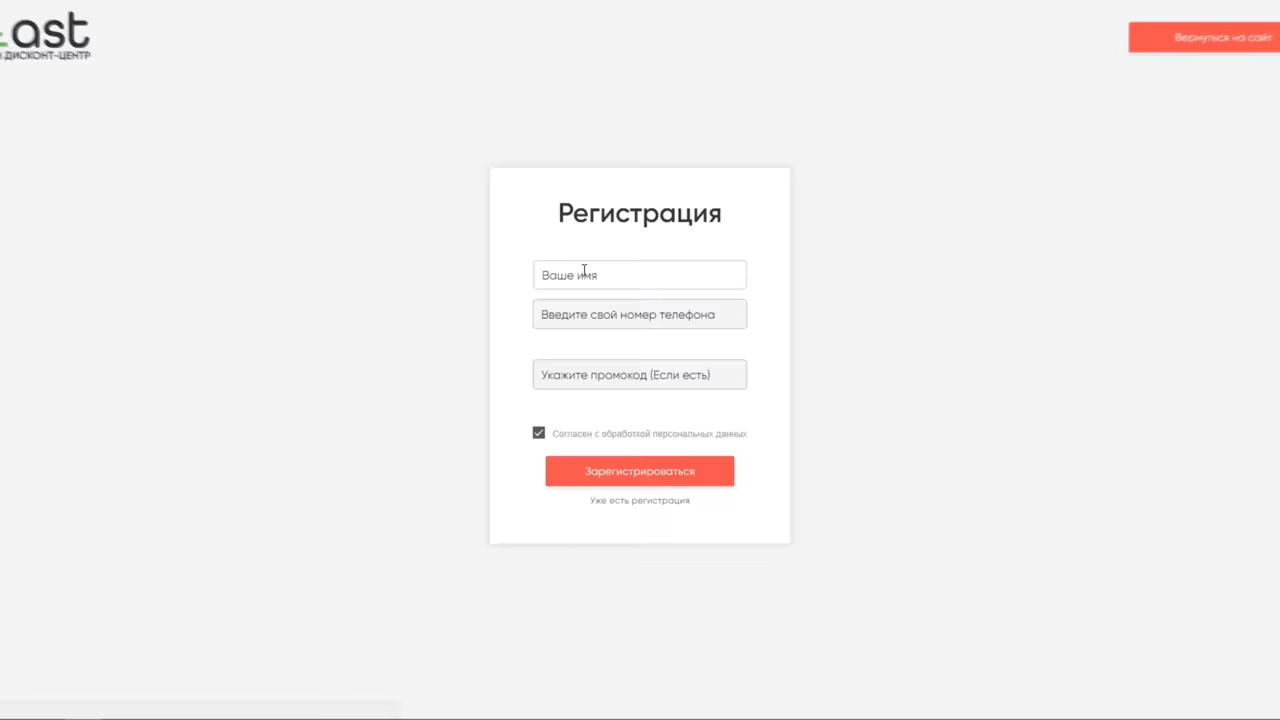 ast
ДИСКОНТ-ЦЕНТР
Вернуться на сайт
Регистрация
Ваше имя
Введите свой номер телефона
Укажите промокод (Если есть)
Согласен с обработкой персональных данных
Зарегистрироваться
Уже есть регистрация